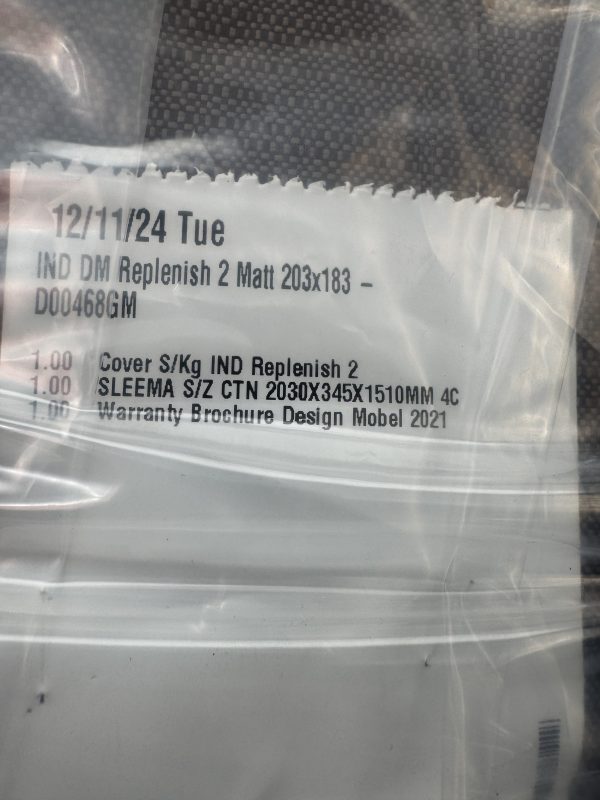 12/11/24 Tue
IND DM Replenish 2 Matt 203x183 –
D00468GM
1.00 Cover S/Kg IND Replenish 2
1.00 SLEEMA S/Z CTN 2030X345X1510MM 4C
1.00 Warranty Brochure Design Mobel 2021